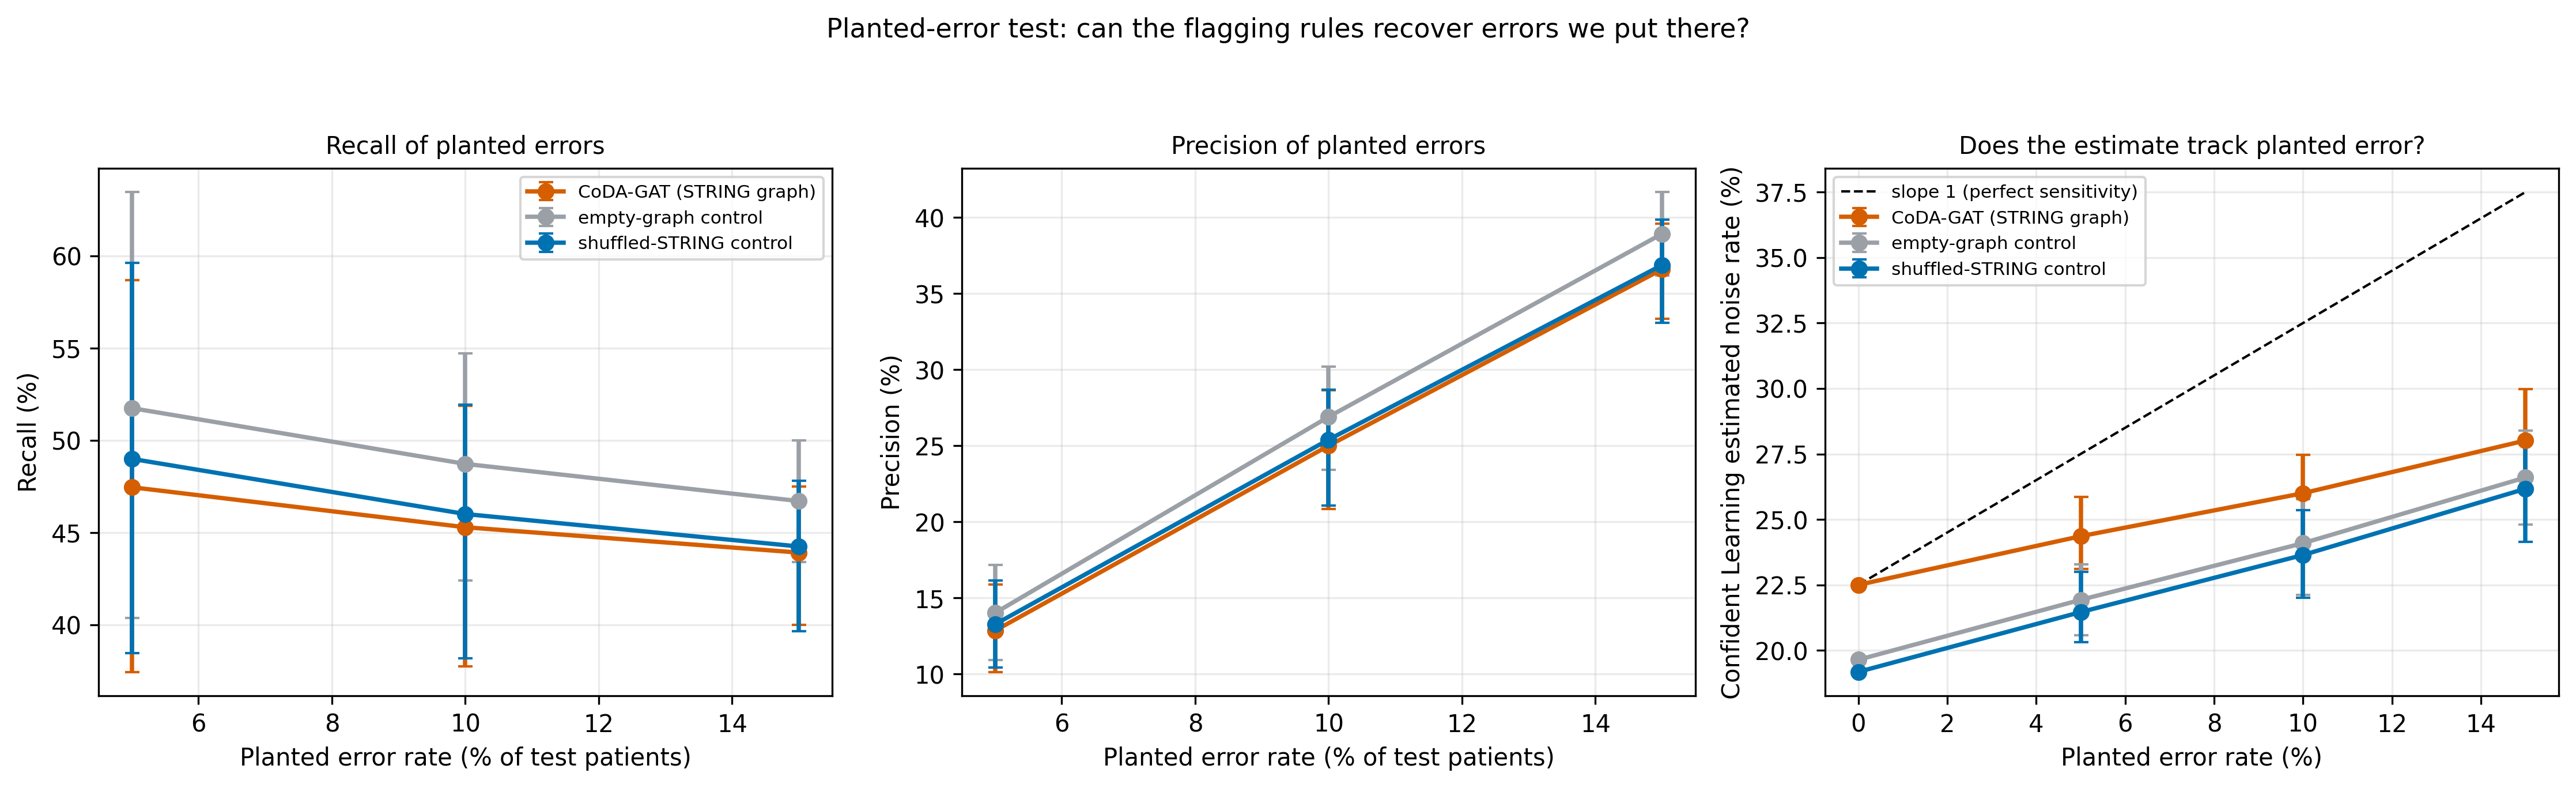 Planted-error test: can the flagging rules recover errors we put there?
Recall of planted errors
Recall (%)
60
55
50
45
40
CoDA-GAT (STRING graph)
empty-graph control
shuffled-STRING control
6
8
10
12
14
Planted error rate (% of test patients)
Precision of planted errors
Precision (%)
40
35
30
25
20
15
10
6
8
10
12
14
Planted error rate (% of test patients)
Does the estimate track planted error?
Confident Learning estimated noise rate (%)
37.5
35.0
32.5
30.0
27.5
25.0
22.5
20.0
slope 1 (perfect sensitivity)
CoDA-GAT (STRING graph)
empty-graph control
shuffled-STRING control
0
2
4
6
8
10
12
14
Planted error rate (%)